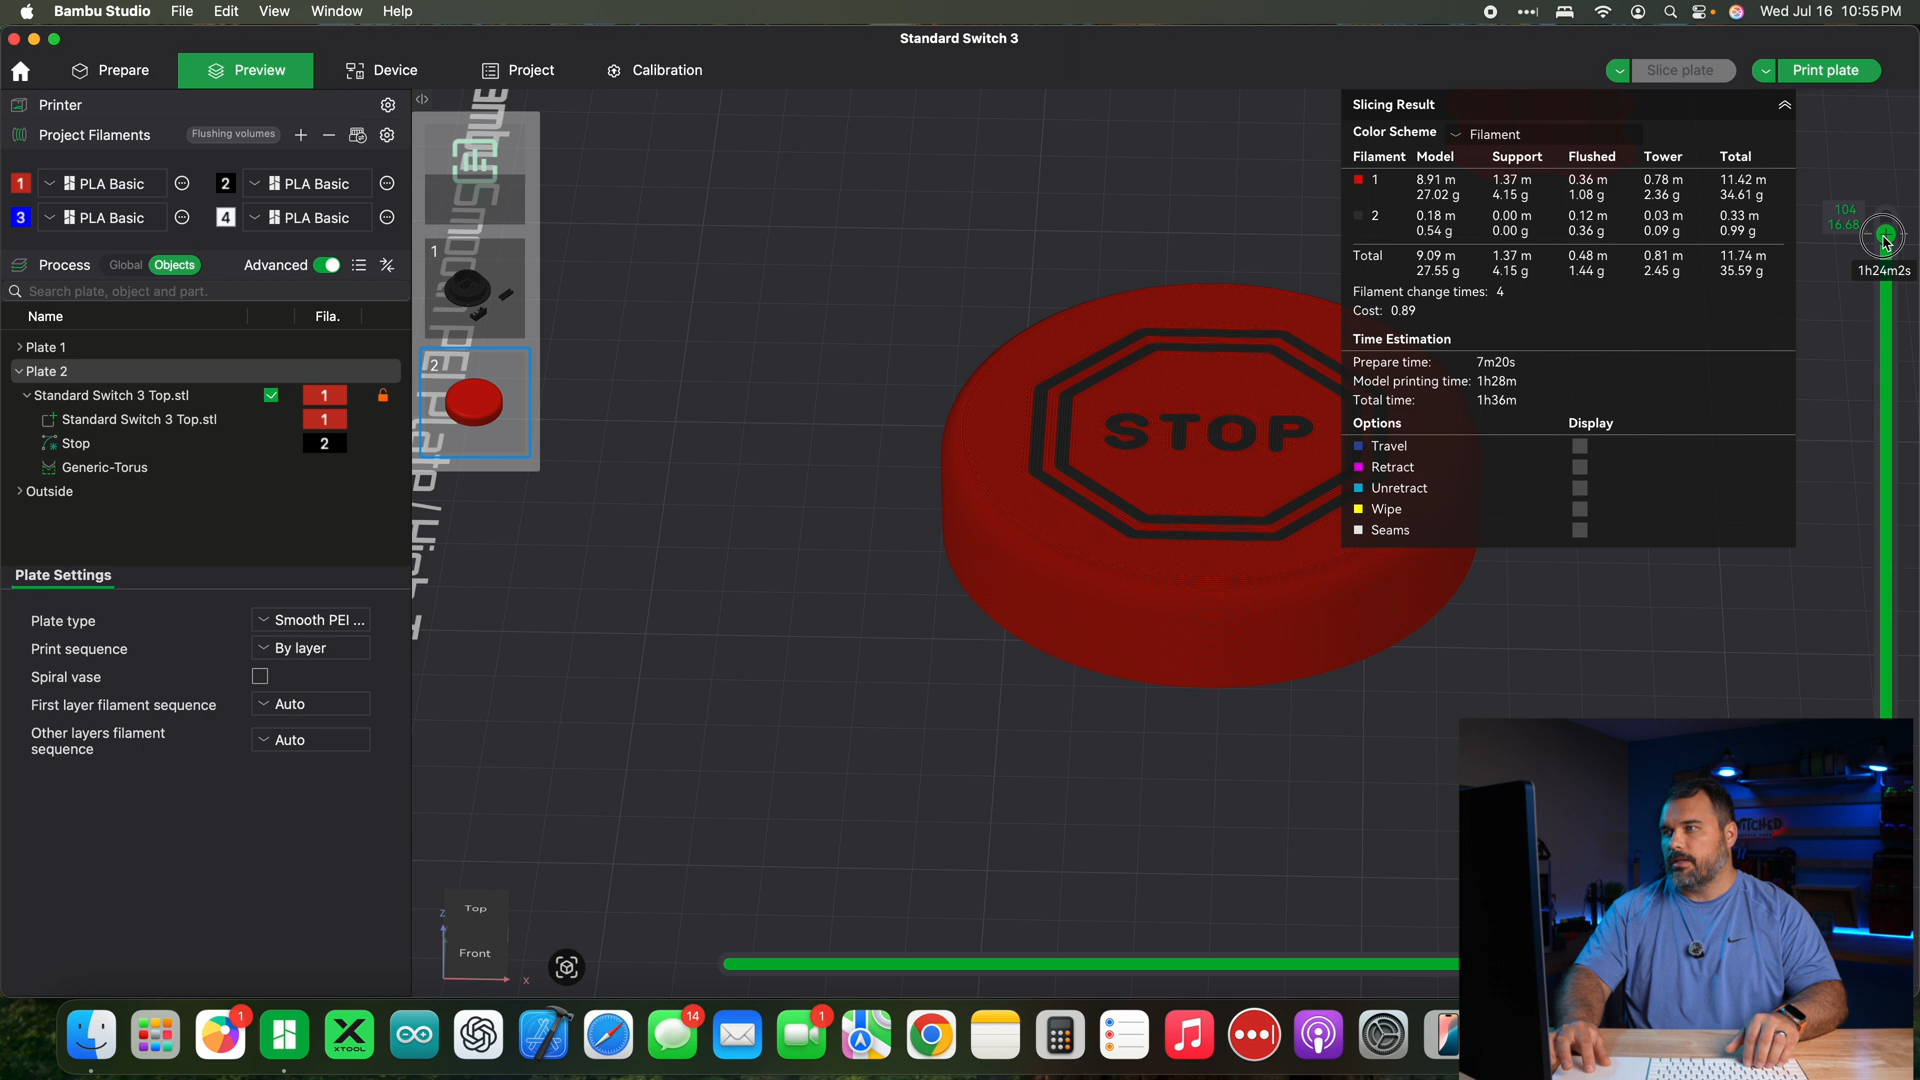 Bambu Studio File Edit View Window Help Wed Jul 16 10:55 PM
Standard Switch 3
Prepare Preview Device Project Calibration Slice plate Print plate
Printer
Project Filaments Flushing volumes
1 PLA Basic 2 PLA Basic
3 PLA Basic 4 PLA Basic
Process Global Objects Advanced
Search plate, object and part.
Name Fila.
Plate 1
Plate 2
Standard Switch 3 Top.stl 1
Standard Switch 3 Top.stl 1
Stop 2
Generic-Torus
Outside
Plate Settings
Plate type Smooth PEI ...
Print sequence By layer
Spiral vase
First layer filament sequence Auto
Other layers filament
sequence
Auto
1
2
STOP
Slicing Result
Color Scheme Filament
Filament Model Support Flushed Tower Total
1 8.91 m 1.37 m 0.36 m 0.78 m 11.42 m
27.02 g 4.15 g 1.08 g 2.36 g 34.61 g
2 0.18 m 0.00 m 0.12 m 0.03 m 0.33 m
0.54 g 0.00 g 0.36 g 0.09 g 0.99 g
Total 9.09 m 1.37 m 0.48 m 0.81 m 11.74 m
27.55 g 4.15 g 1.44 g 2.45 g 35.59 g
Filament change times: 4
Cost: 0.89
Time Estimation
Prepare time: 7m20s
Model printing time: 1h28m
Total time: 1h36m
Options Display
Travel
Retract
Unretract
Wipe
Seams
104
16.68
1h24m2s
Top
Front
Z
X
1
XTOOL
14
1